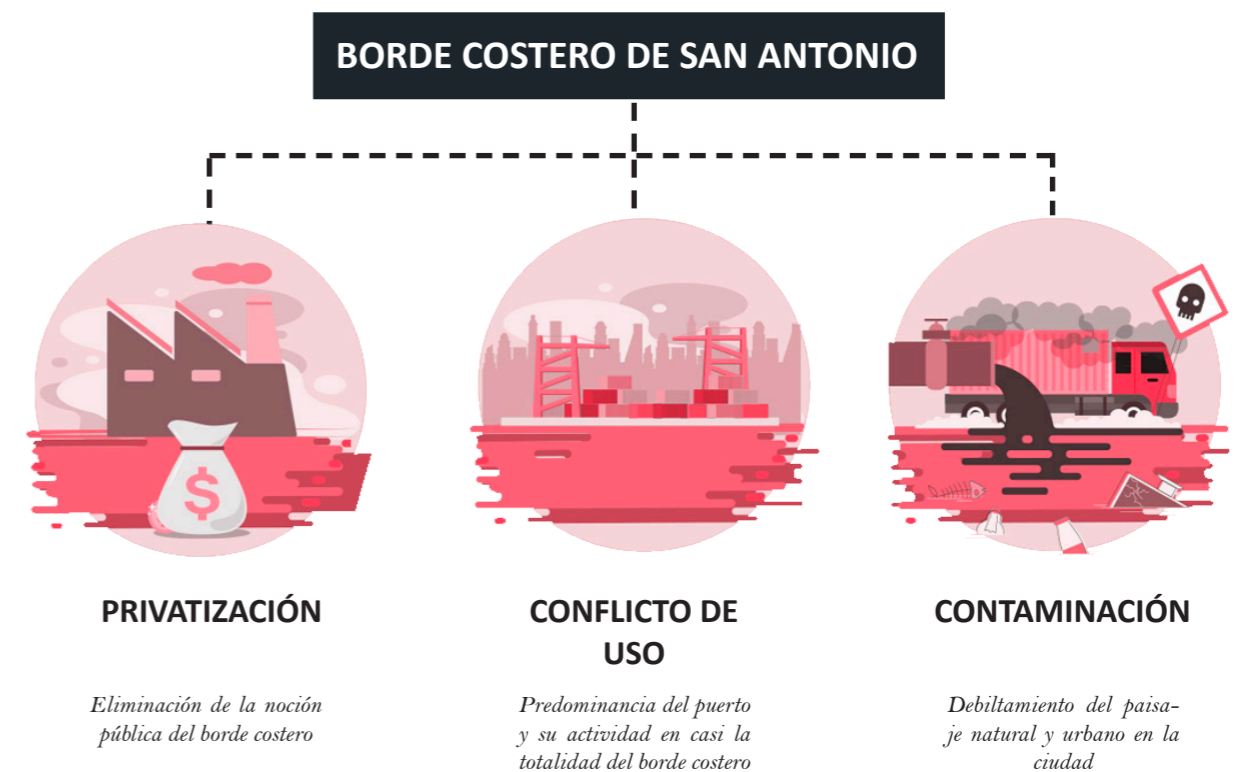 BORDE COSTERO DE SAN ANTONIO
$
PRIVATIZACIÓN
Eliminación de la noción
pública del borde costero
CONFLICTO DE
USO
Predominancia del puerto
y su actividad en casi la
totalidad del borde costero
CONTAMINACIÓN
Debiltamiento del paisa-
je natural y urbano en la
ciudad